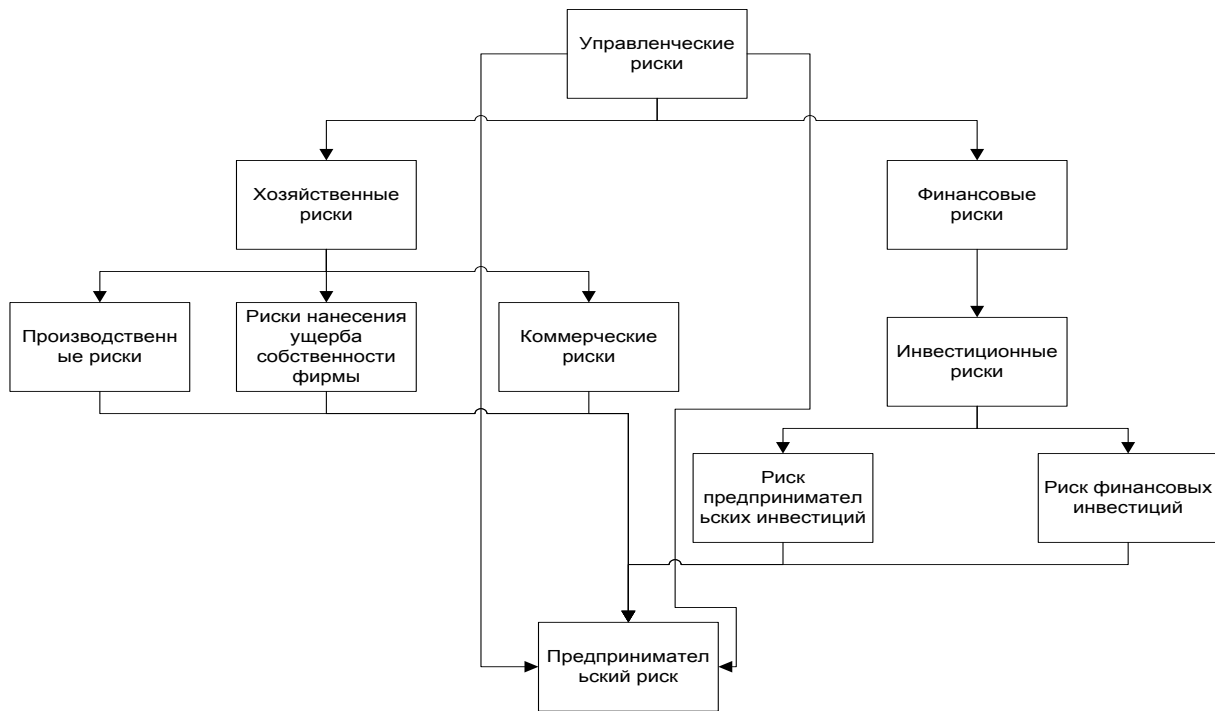 Управленческие
риски
Хозяйственные
риски
Финансовые
риски
Производственн
ые риски
Риски нанесения
ущерба
собственности
фирмы
Коммерческие
риски
Инвестиционные
риски
Риск
предпринимател
ьских инвестиций
Риск финансовых
инвестиций
Предпринимател
ьский риск